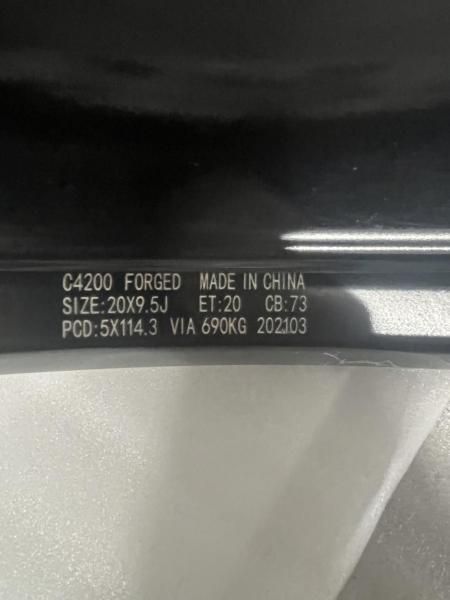 C4200 FORGED MADE IN CHINA
SIZE:20X9.5J ET:20 CB:73
PCD:5X114.3 VIA 690KG 202103